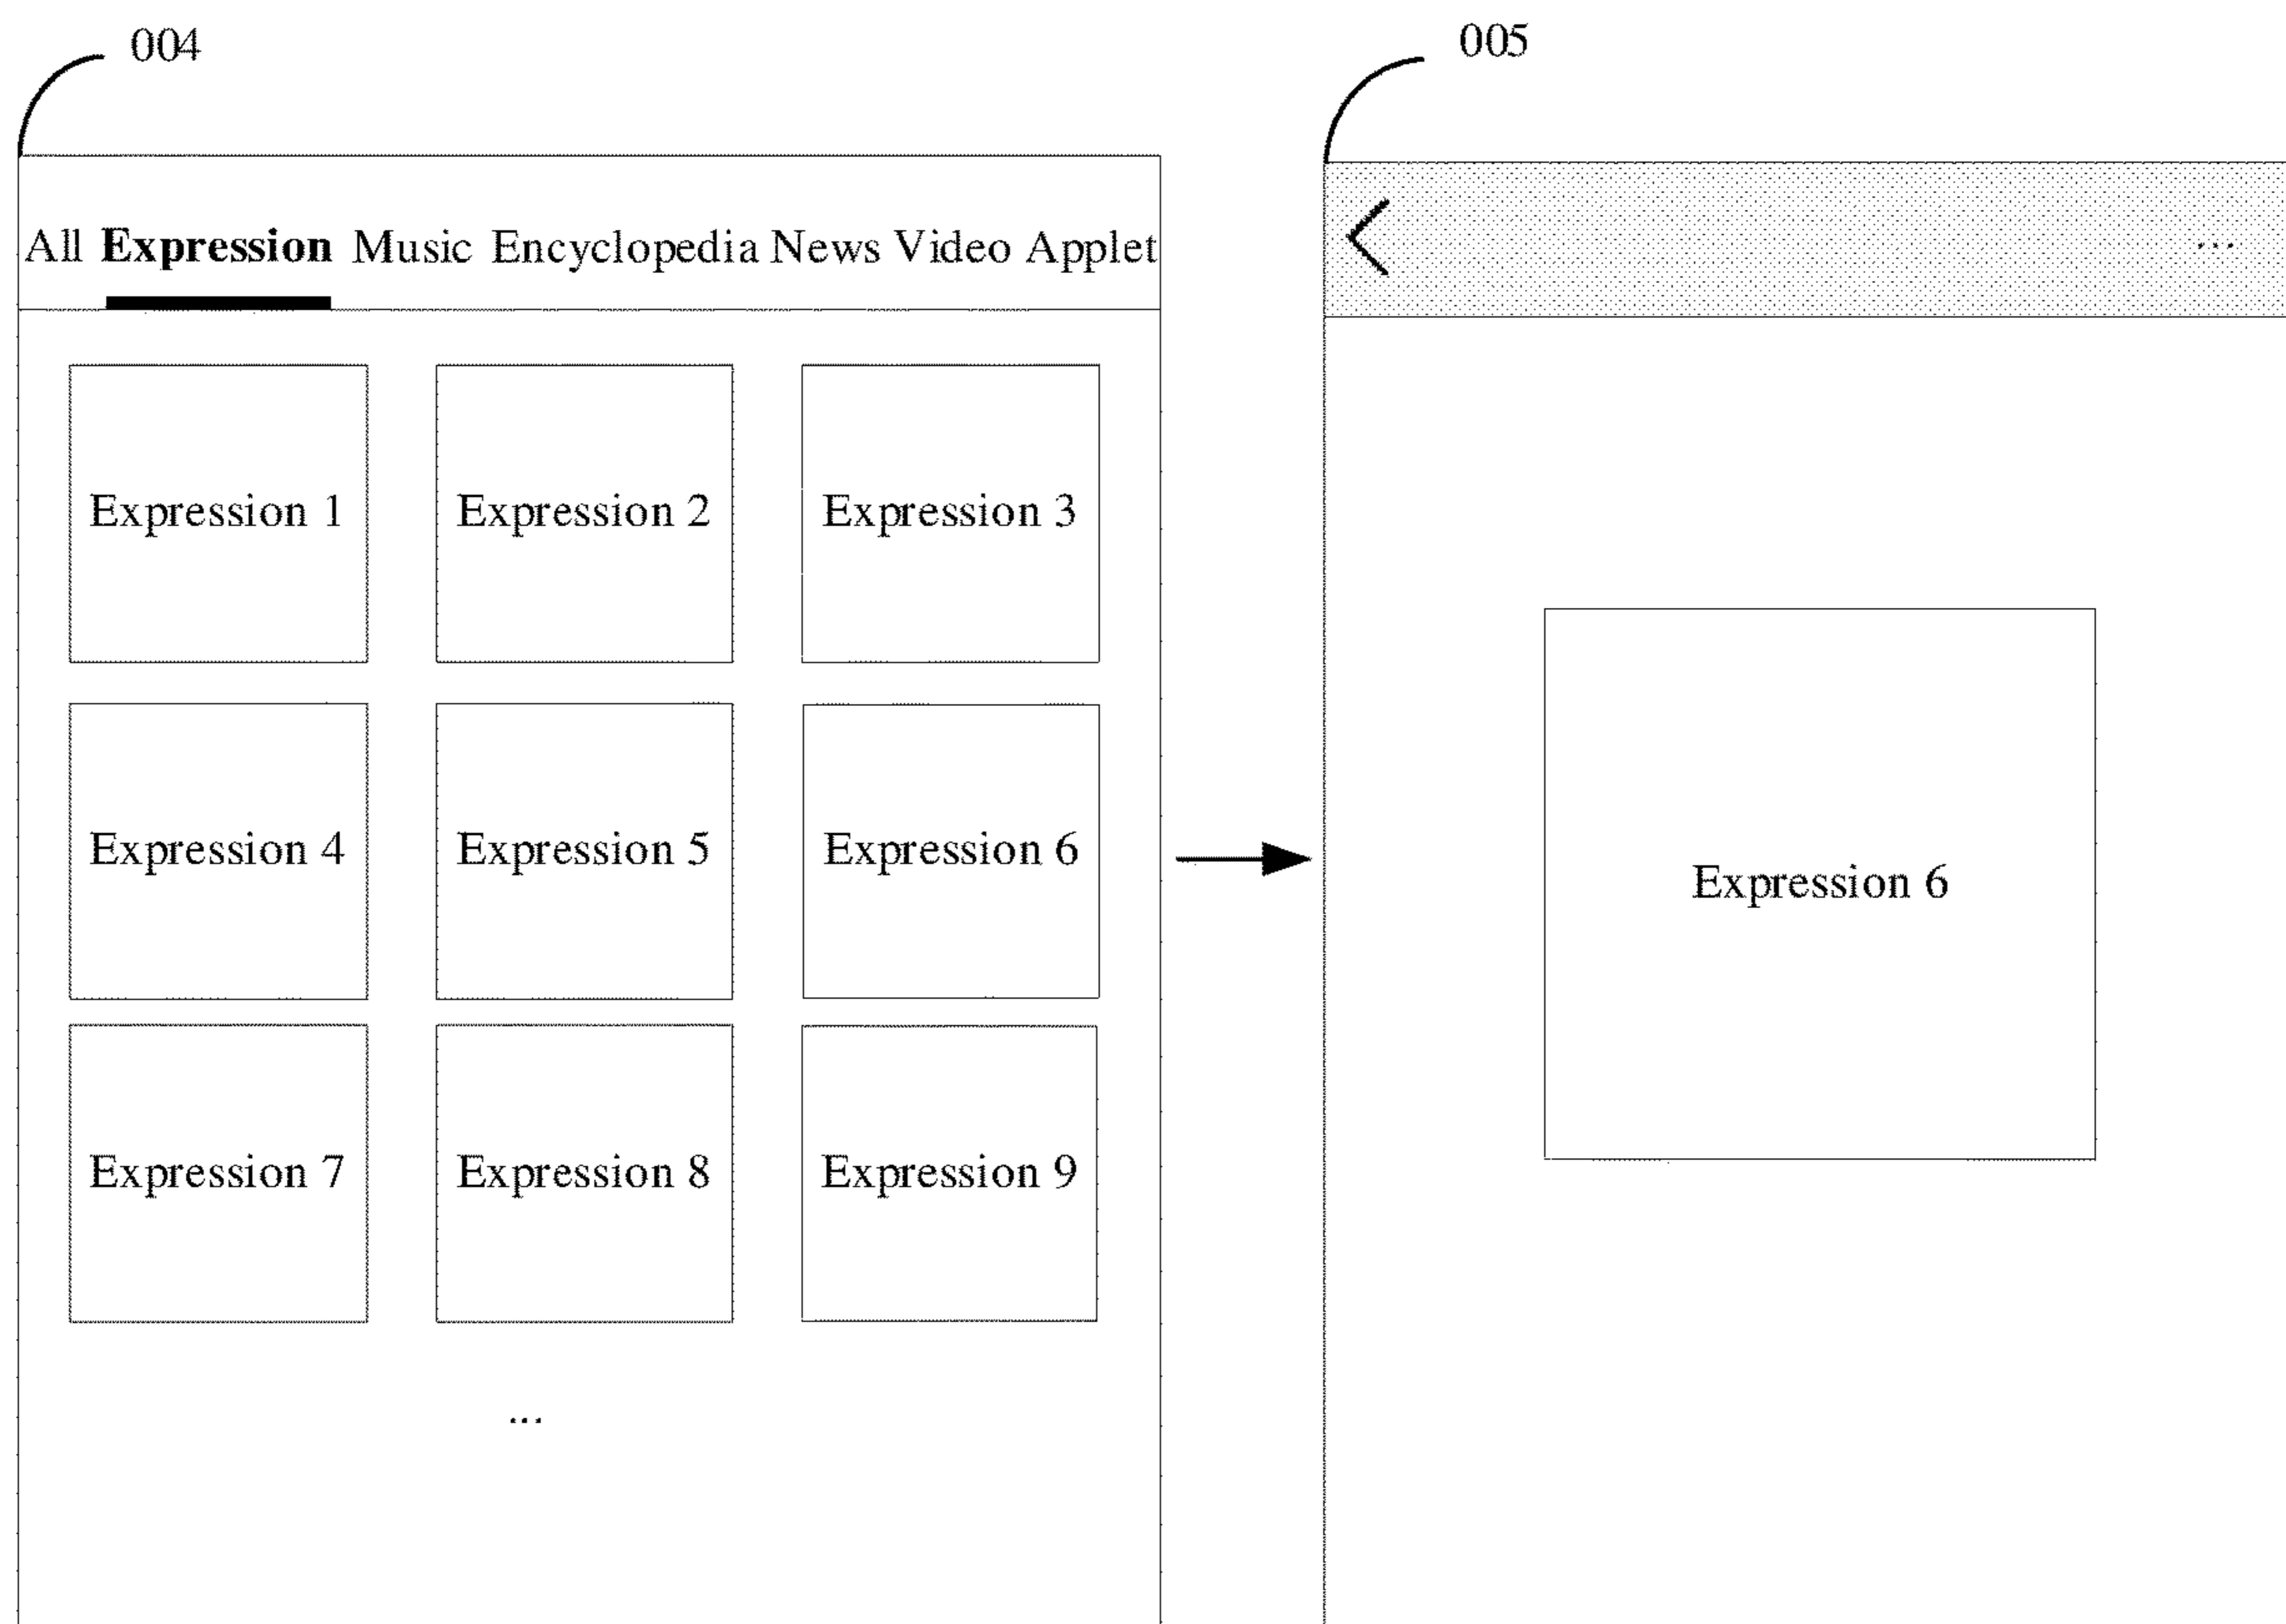 004
005
All Expression Music Encyclopedia News Video Applet
...
Expression 1
Expression 2
Expression 3
Expression 4
Expression 5
Expression 6
Expression 6
Expression 7
Expression 8
Expression 9
...